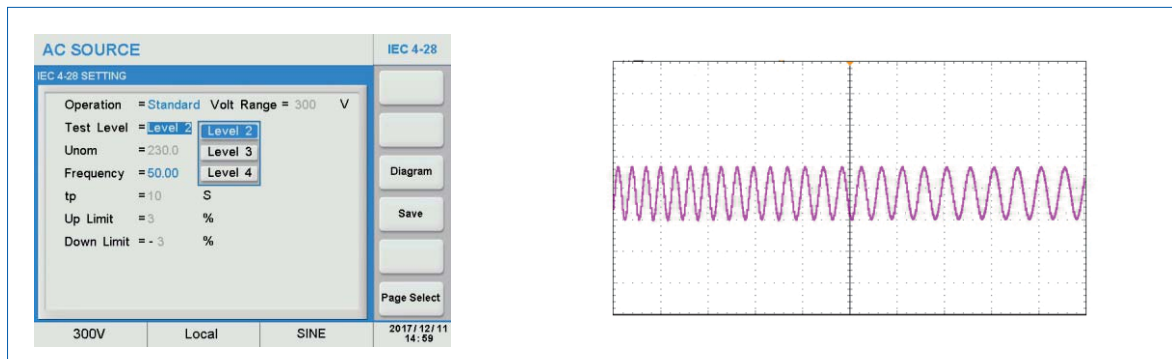 AC SOURCE
IEC 4-28
IEC 4-28 SETTING
Operation =Standard Volt Range = 300 V
Test Level =Level 2
Level 2
Level 3
Level 4
Unom =230.0
Frequency =50.00
tp =10 S
Up Limit =3 %
Down Limit =- 3 %
Diagram
Save
Page Select
300V
Local
SINE
2017/12/11
14:59